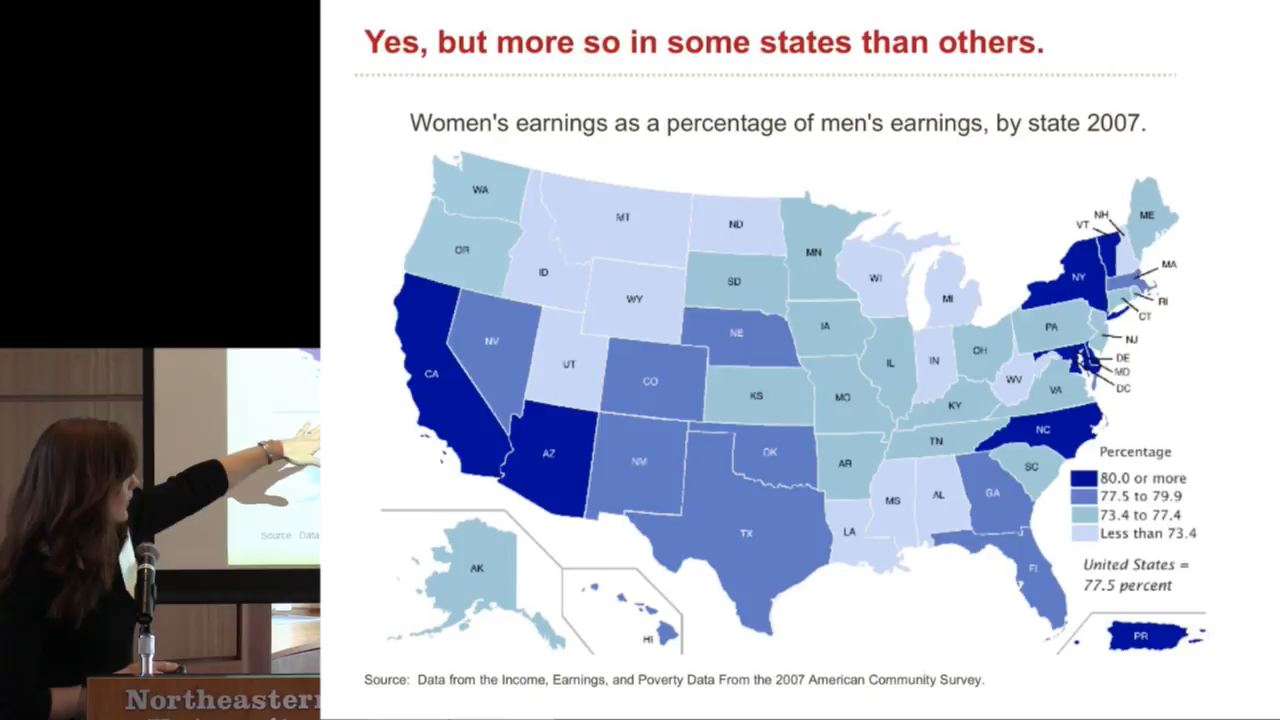 Yes, but more so in some states than others.
Women's earnings as a percentage of men's earnings, by state 2007.
WA
MT
ND
MN
OR
ID
WY
SD
WI
MI
NY
VT
NH
ME
MA
RI
CT
NJ
DE
MD
DC
PA
NV
UT
CO
NE
IA
IL
IN
OH
WV
VA
CA
AZ
NM
KS
MO
KY
NC
TN
SC
OK
AR
TX
LA
MS
AL
GA
FL
AK
HI
PR
Percentage
80.0 or more
77.5 to 79.9
73.4 to 77.4
Less than 73.4
United States =
77.5 percent
Source: Data from the Income, Earnings, and Poverty Data From the 2007 American Community Survey.
Source: Data
Northeastern